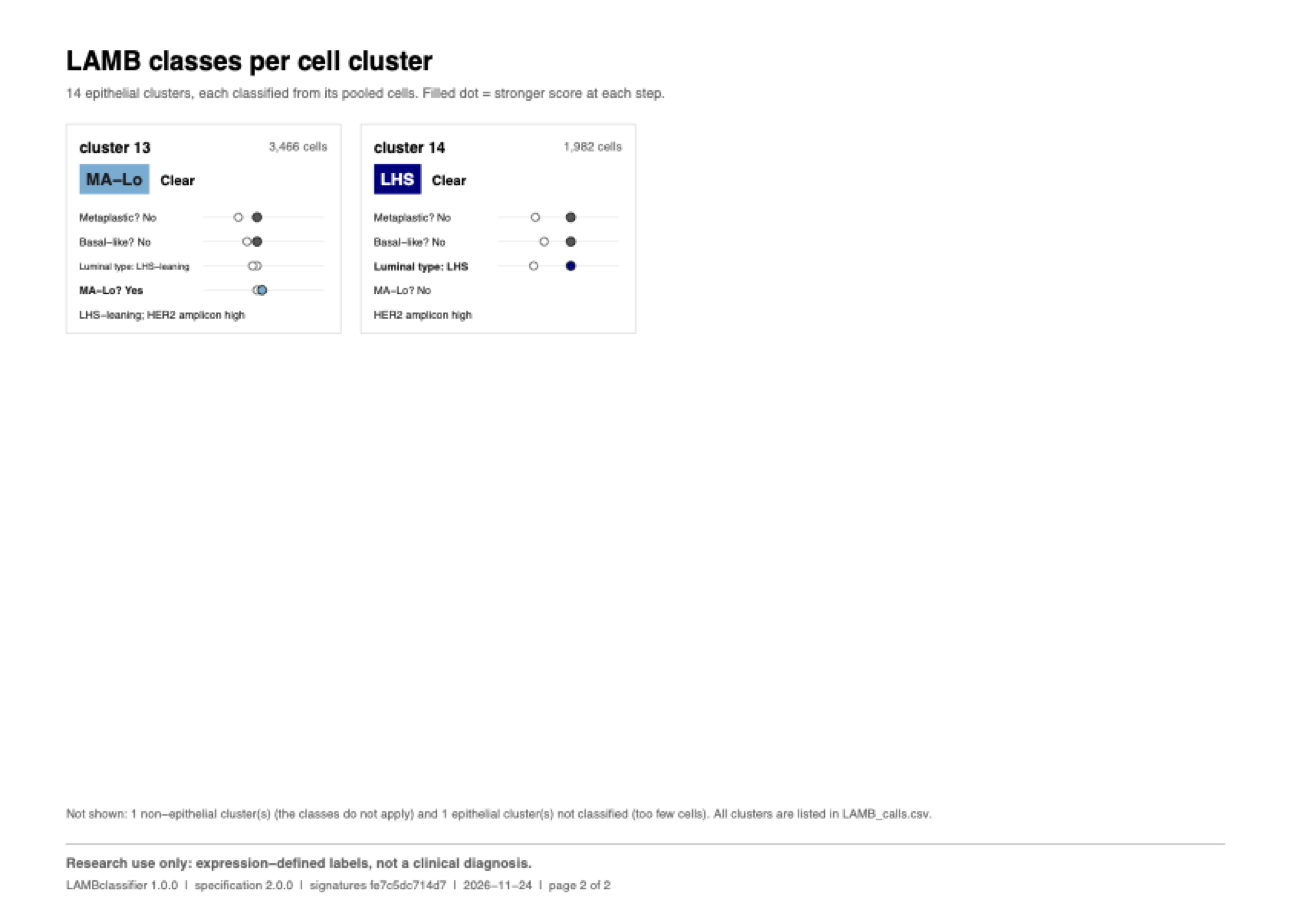 LAMB classes per cell cluster
14 epithelial clusters, each classified from its pooled cells. Filled dot = stronger score at each step.
cluster 13 3,466 cells
MA–Lo Clear
Metaplastic? No
Basal–like? No
Luminal type: LHS–leaning
MA–Lo? Yes
LHS–leaning; HER2 amplicon high
cluster 14 1,982 cells
LHS Clear
Metaplastic? No
Basal–like? No
Luminal type: LHS
MA–Lo? No
HER2 amplicon high
Not shown: 1 non–epithelial cluster(s) (the classes do not apply) and 1 epithelial cluster(s) not classified (too few cells). All clusters are listed in LAMB_calls.csv.
Research use only: expression–defined labels, not a clinical diagnosis.
LAMBclassifier 1.0.0 | specification 2.0.0 | signatures fe7c5dc714d7 | 2026–11–24 | page 2 of 2